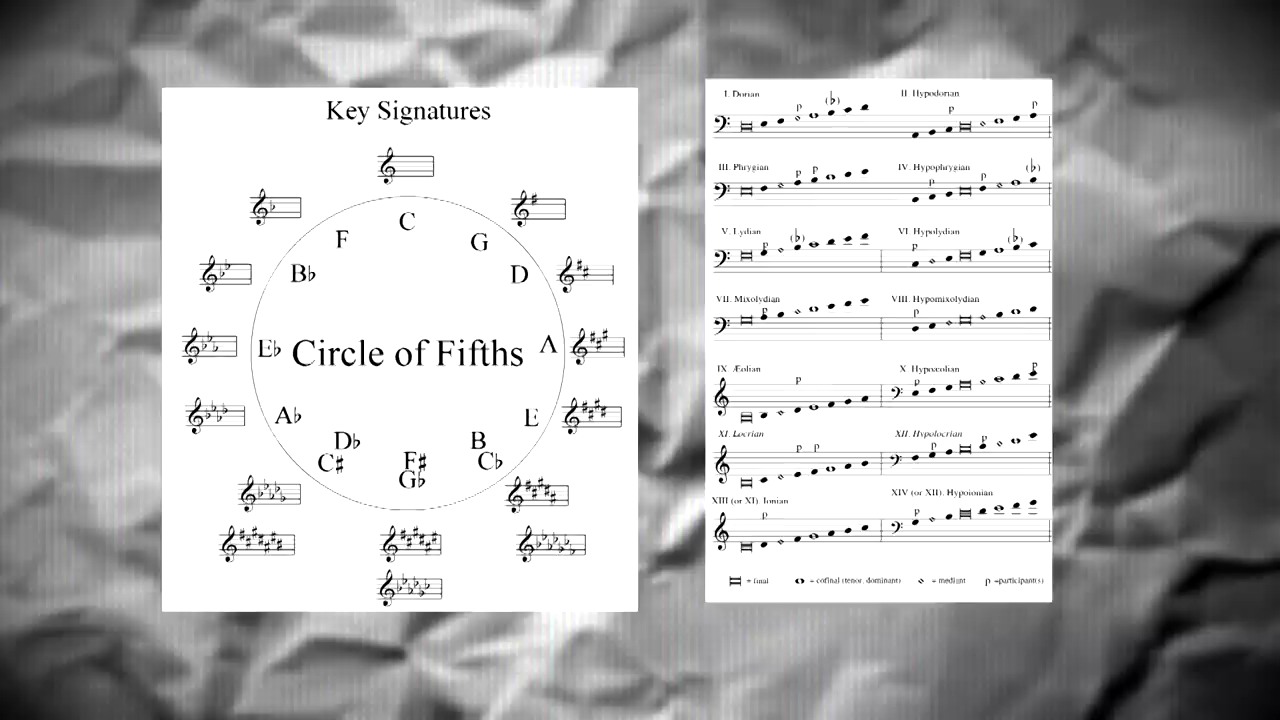 Key Signatures
C
F
G
B♭
D
E♭
Circle of Fifths
A
A♭
E
D♭
B
C♯
F♯
C♭
G♭
I. Dorian
II Hypodorian
p
(♭)
p
p
III. Phrygian
IV. Hypophrygian
p
p
p
p
(♭)
V. Lydian
VI Hypolydian
p
(♭)
p
p
(♭)
VII. Mixolydian
VIII. Hypomixolydian
p
p
IX. Æolian
X Hypoæolian
p
p
p
XI. Locrian
XII. Hypolocrian
p
p
p
p
XIII (or XI) Ionian
XIV (or XII). Hypoionian
p
p
p
= final
= cofinal (tenor, dominant)
= mediant
p =participant(s)